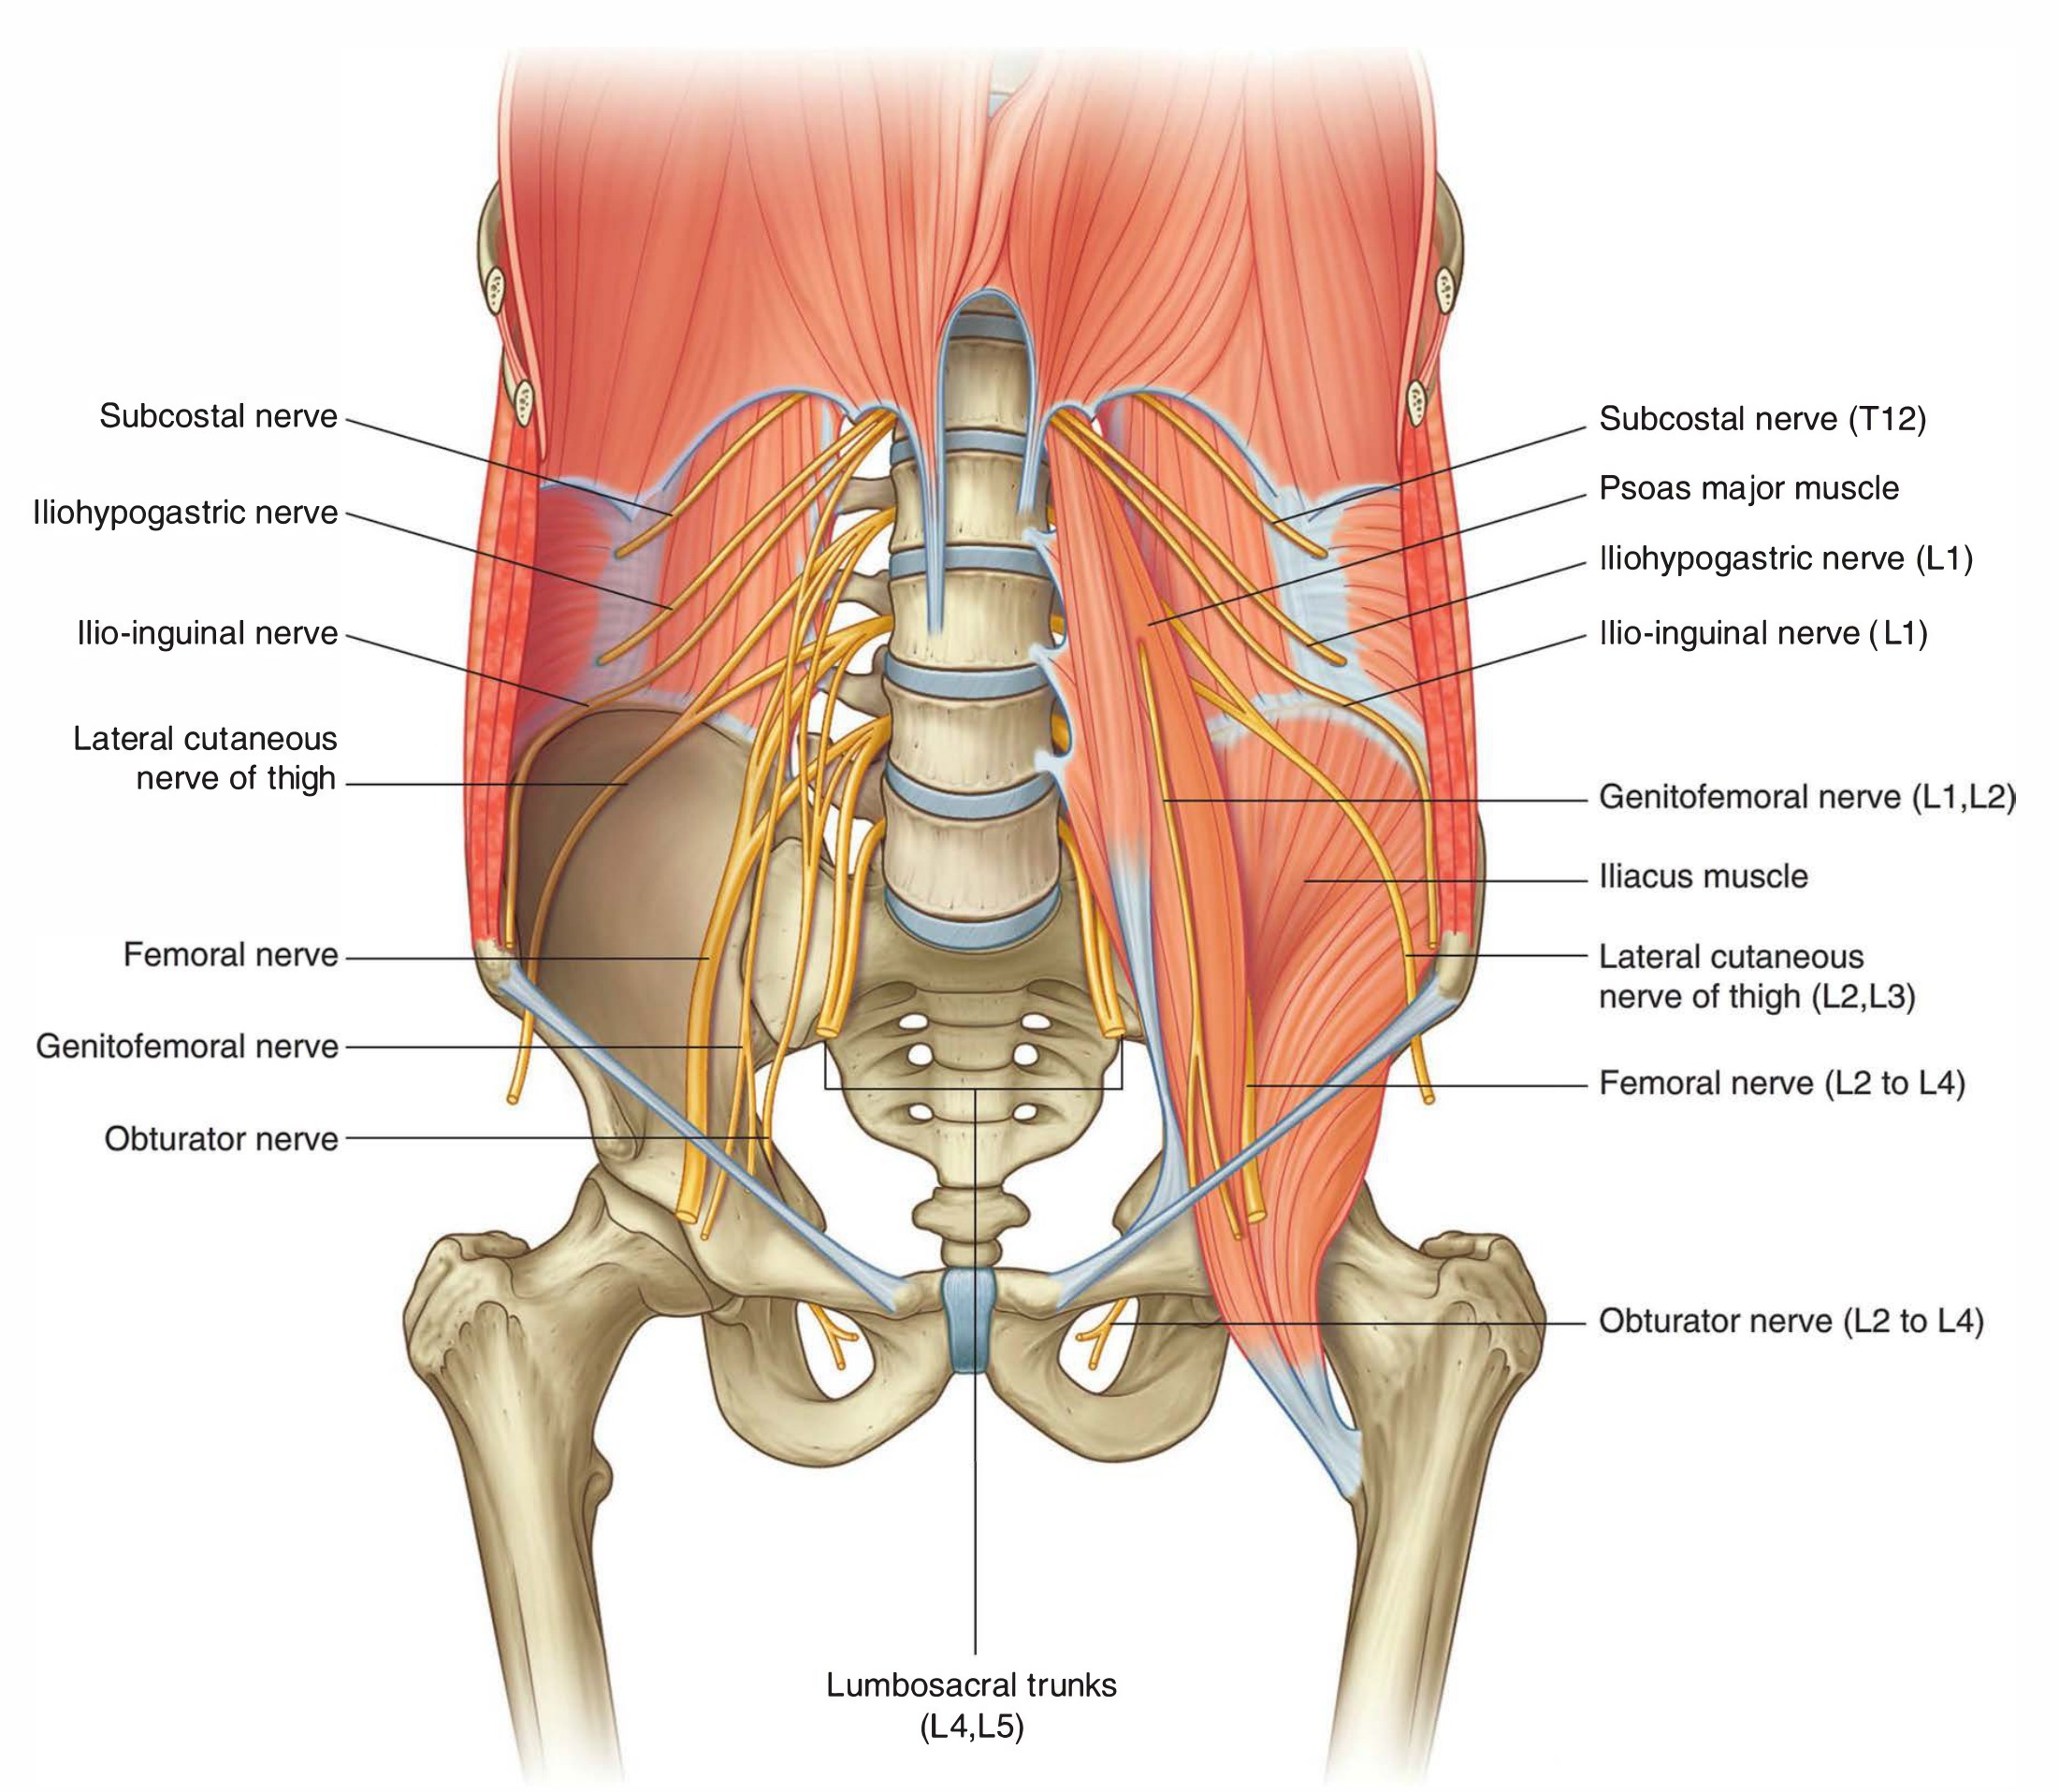 Subcostal nerve
Iliohypogastric nerve
Ilio-inguinal nerve
Lateral cutaneous
nerve of thigh
Femoral nerve
Genitofemoral nerve
Obturator nerve
Subcostal nerve (T12)
Psoas major muscle
Iliohypogastric nerve (L1)
Ilio-inguinal nerve (L1)
Genitofemoral nerve (L1,L2)
Iliacus muscle
Lateral cutaneous
nerve of thigh (L2,L3)
Femoral nerve (L2 to L4)
Obturator nerve (L2 to L4)
Lumbosacral trunks
(L4,L5)